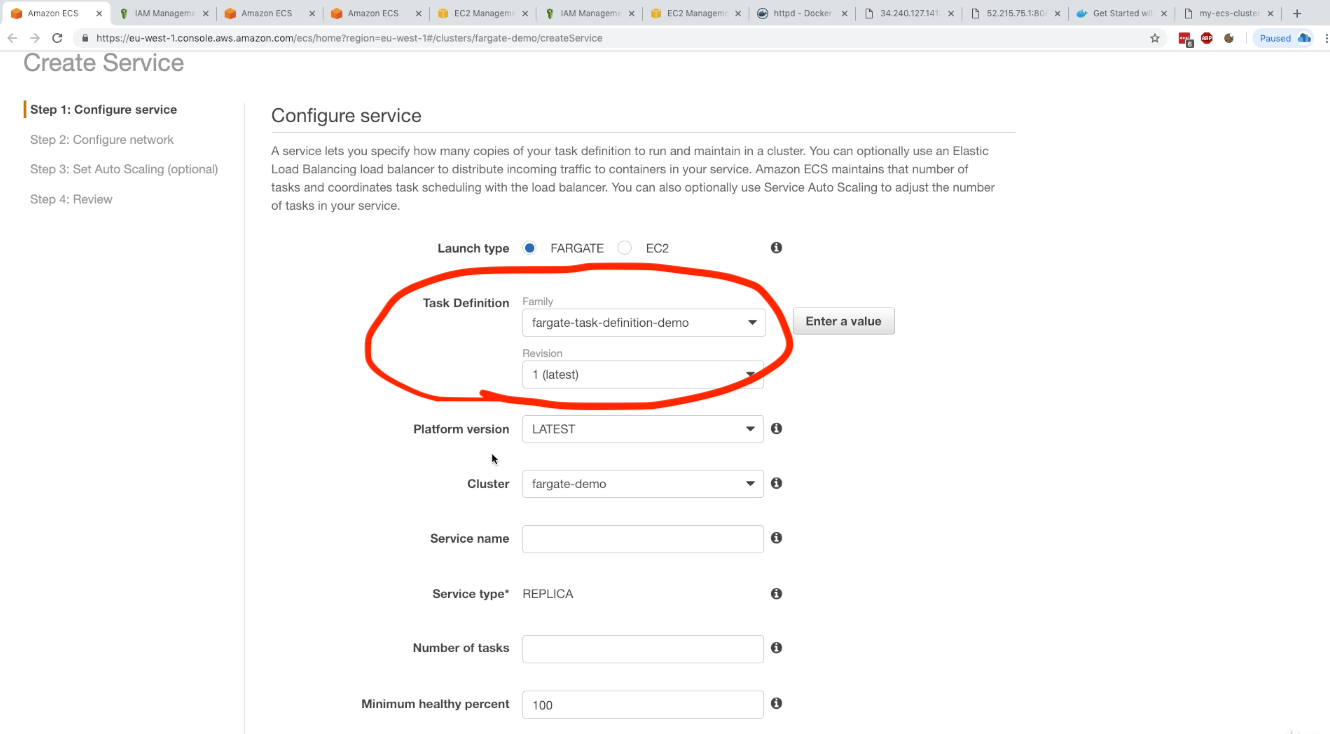 Amazon ECS
IAM Manageme
Amazon ECS
Amazon ECS
EC2 Manageme
IAM Manageme
EC2 Manageme
httpd - Docker
34.240.127.141
52.215.75.1:80
Get Started wi
my-ecs-cluster
https://eu-west-1.console.aws.amazon.com/ecs/home?region=eu-west-1#/clusters/fargate-demo/createService
ABP
Paused
Create Service
Step 1: Configure service
Step 2: Configure network
Step 3: Set Auto Scaling (optional)
Step 4: Review
Configure service
A service lets you specify how many copies of your task definition to run and maintain in a cluster. You can optionally use an Elastic
Load Balancing load balancer to distribute incoming traffic to containers in your service. Amazon ECS maintains that number of
tasks and coordinates task scheduling with the load balancer. You can also optionally use Service Auto Scaling to adjust the number
of tasks in your service.
Launch type FARGATE EC2
Task Definition Family
fargate-task-definition-demo Enter a value
Revision
1 (latest)
Platform version LATEST
Cluster fargate-demo
Service name
Service type* REPLICA
Number of tasks
Minimum healthy percent 100